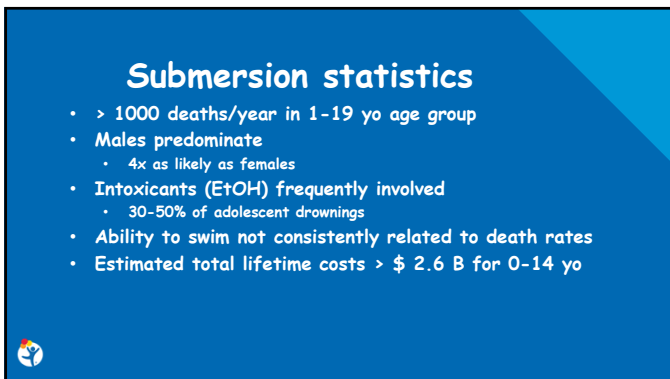 Submersion statistics
• > 1000 deaths/year in 1-19 yo age group
• Males predominate
• 4x as likely as females
• Intoxicants (EtOH) frequently involved
• 30-50% of adolescent drownings
• Ability to swim not consistently related to death rates
• Estimated total lifetime costs > $ 2.6 B for 0-14 yo